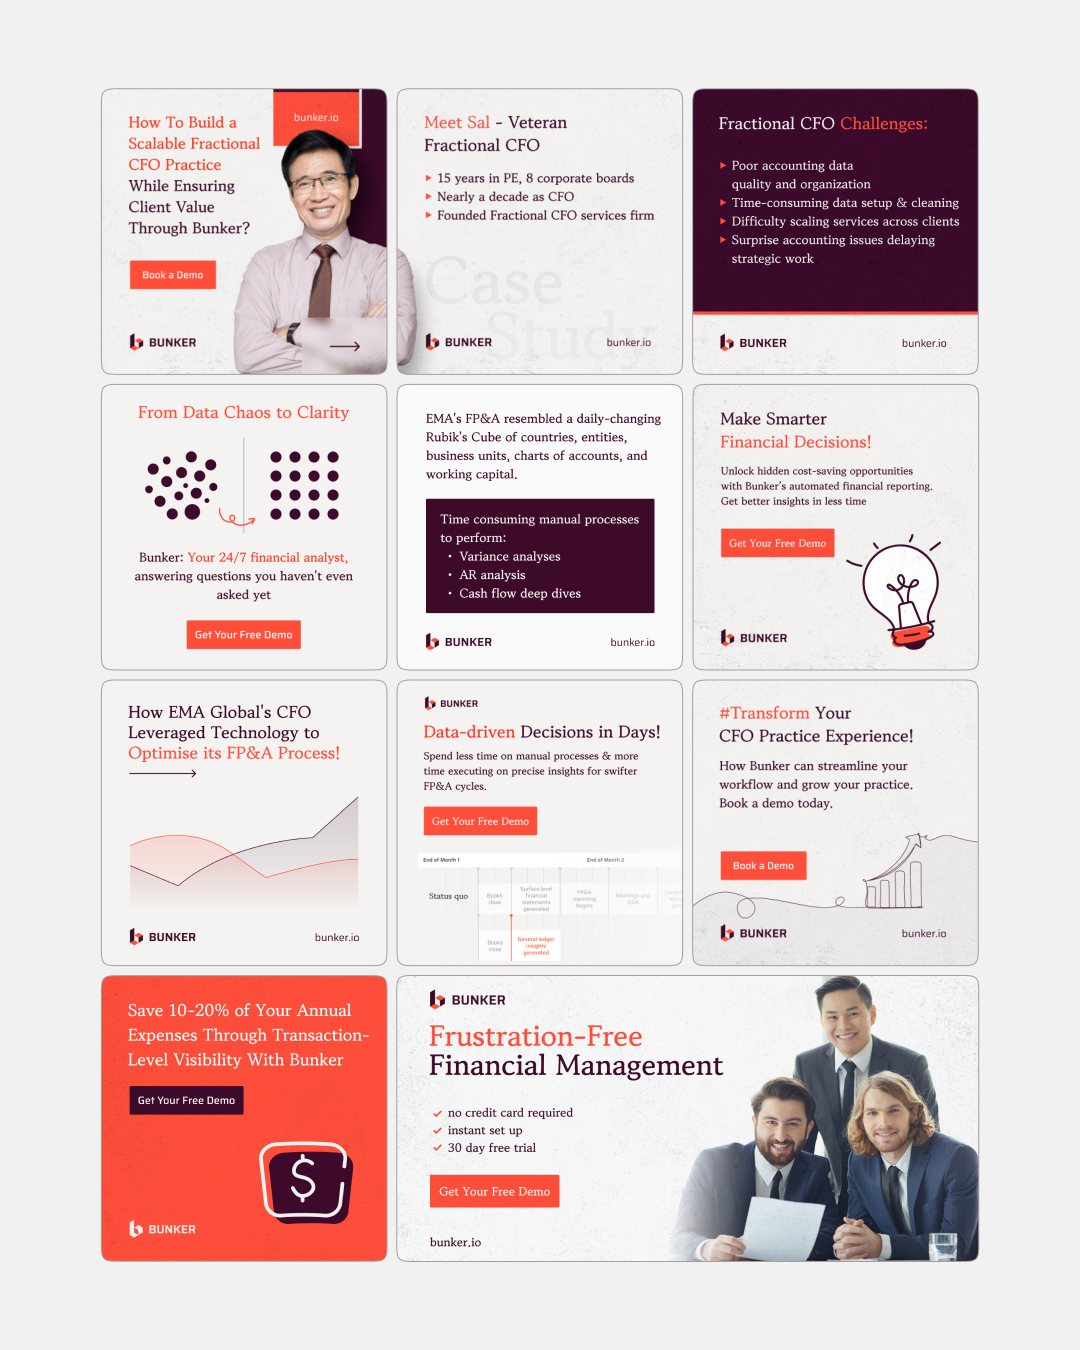 How To Build a
Scalable Fractional
CFO Practice
While Ensuring
Client Value
Through Bunker?
bunker.io
Book a Demo
BUNKER
Meet Sal - Veteran
Fractional CFO
15 years in PE, 8 corporate boards
Nearly a decade as CFO
Founded Fractional CFO services firm
Case
Study
BUNKER
bunker.io
Fractional CFO Challenges:
Poor accounting data
quality and organization
Time-consuming data setup & cleaning
Difficulty scaling services across clients
Surprise accounting issues delaying
strategic work
BUNKER
bunker.io
From Data Chaos to Clarity
Bunker: Your 24/7 financial analyst,
answering questions you haven't even
asked yet
Get Your Free Demo
EMA's FP&A resembled a daily-changing
Rubik's Cube of countries, entities,
business units, charts of accounts, and
working capital.
Time consuming manual processes
to perform:
• Variance analyses
• AR analysis
• Cash flow deep dives
BUNKER
bunker.io
Make Smarter
Financial Decisions!
Unlock hidden cost-saving opportunities
with Bunker's automated financial reporting.
Get better insights in less time
Get Your Free Demo
BUNKER
How EMA Global's CFO
Leveraged Technology to
Optimise its FP&A Process!
BUNKER
bunker.io
BUNKER
Data-driven Decisions in Days!
Spend less time on manual processes & more
time executing on precise insights for swifter
FP&A cycles.
Get Your Free Demo
End of Month 1
End of Month 2
Status quo
Books
close
Surface level
financial
statements
generated
FP&A
reporting
begins
Meetings and
Q&A
Books
close
General ledger
insights
generated
#Transform Your
CFO Practice Experience!
How Bunker can streamline your
workflow and grow your practice.
Book a demo today.
Book a Demo
BUNKER
bunker.io
Save 10-20% of Your Annual
Expenses Through Transaction-
Level Visibility With Bunker
Get Your Free Demo
$
BUNKER
BUNKER
Frustration-Free
Financial Management
no credit card required
instant set up
30 day free trial
Get Your Free Demo
bunker.io